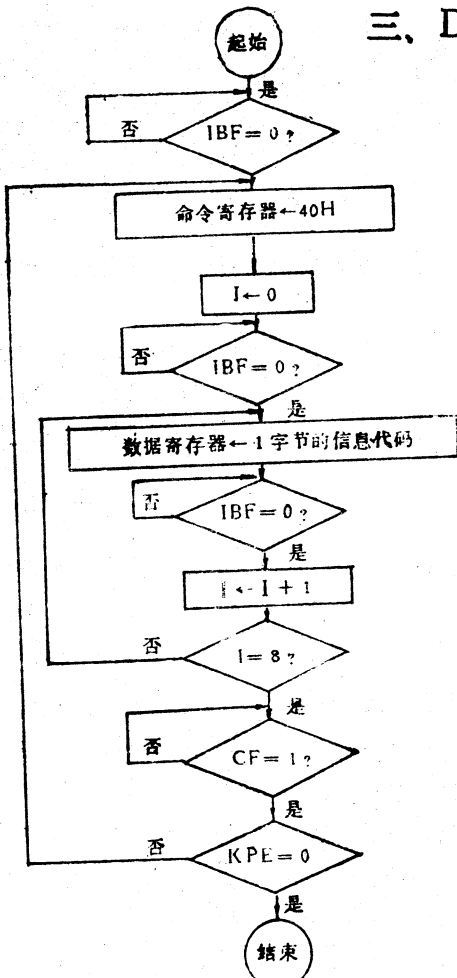 三、D
起始
是
否
IBF=0?
命令寄存器←40H
I←0
否
IBF=0?
是
数据寄存器←1字节的信息代码
否
IBF=0?
是
I←I+1
否
I=8?
是
否
CF=1?
是
否
KPE=0
是
结束